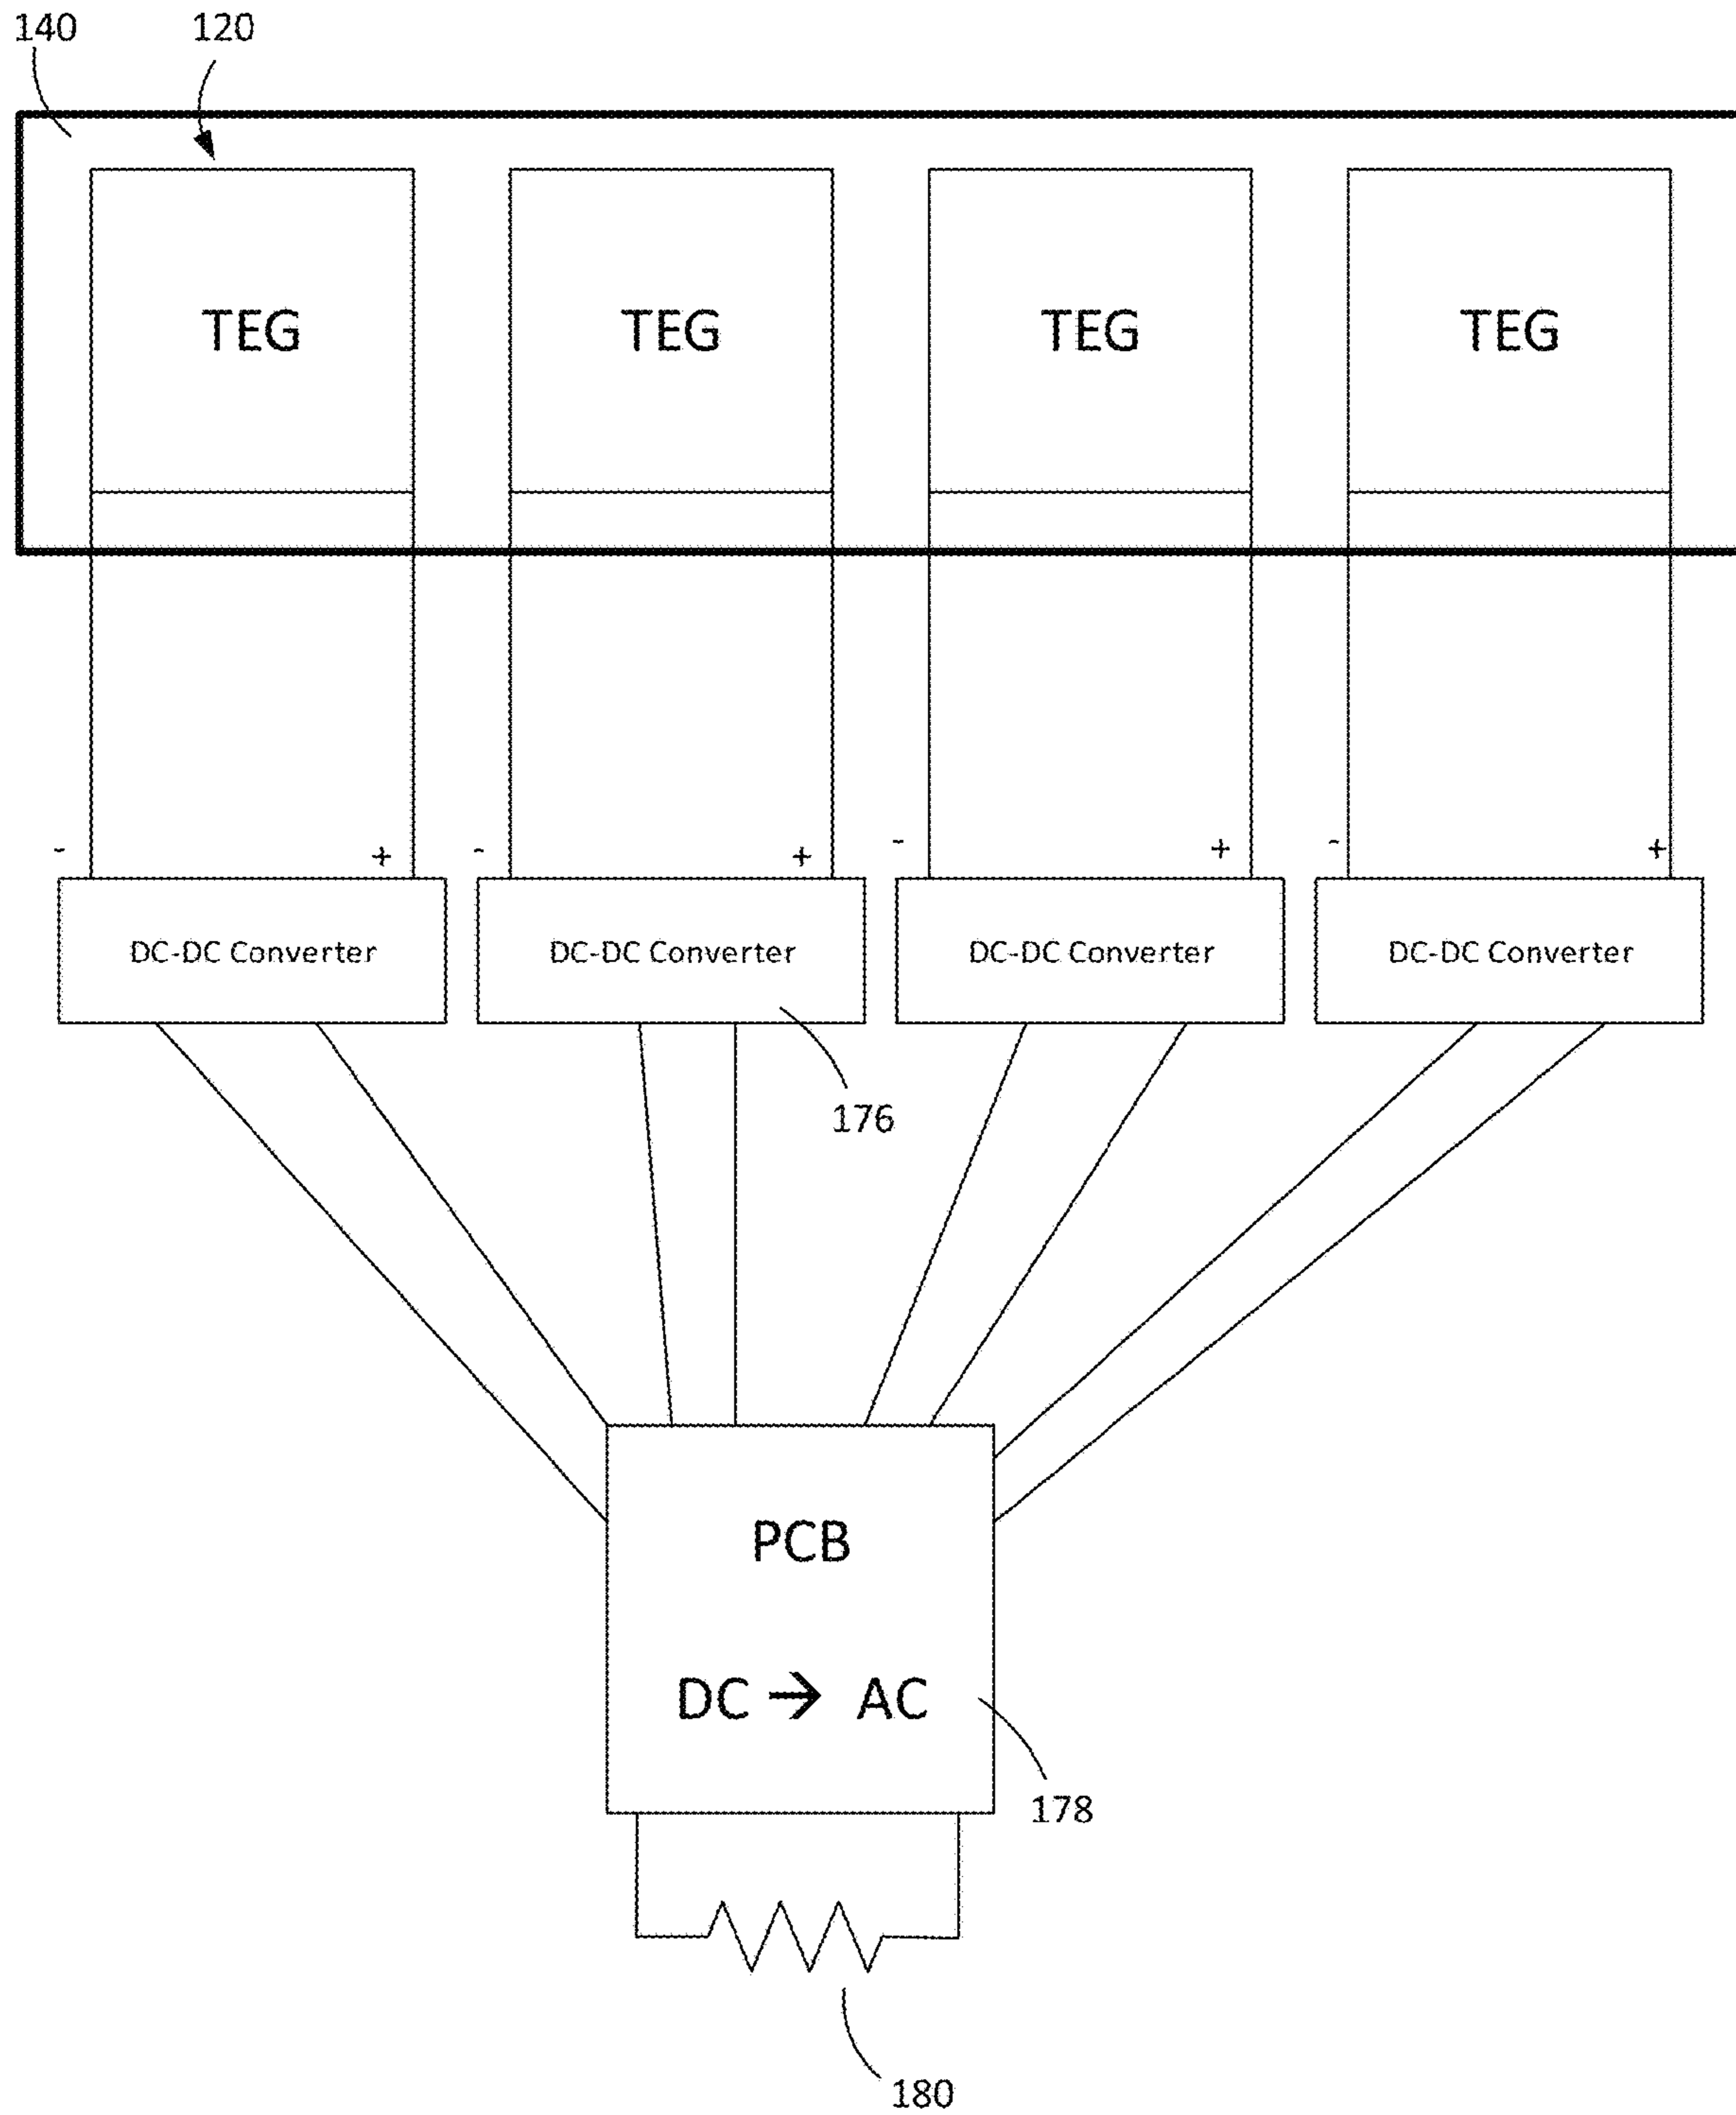 140 120
TEG TEG TEG TEG
- + - + - + - +
DC-DC Converter DC-DC Converter DC-DC Converter DC-DC Converter
176
PCB
DC → AC
178
180